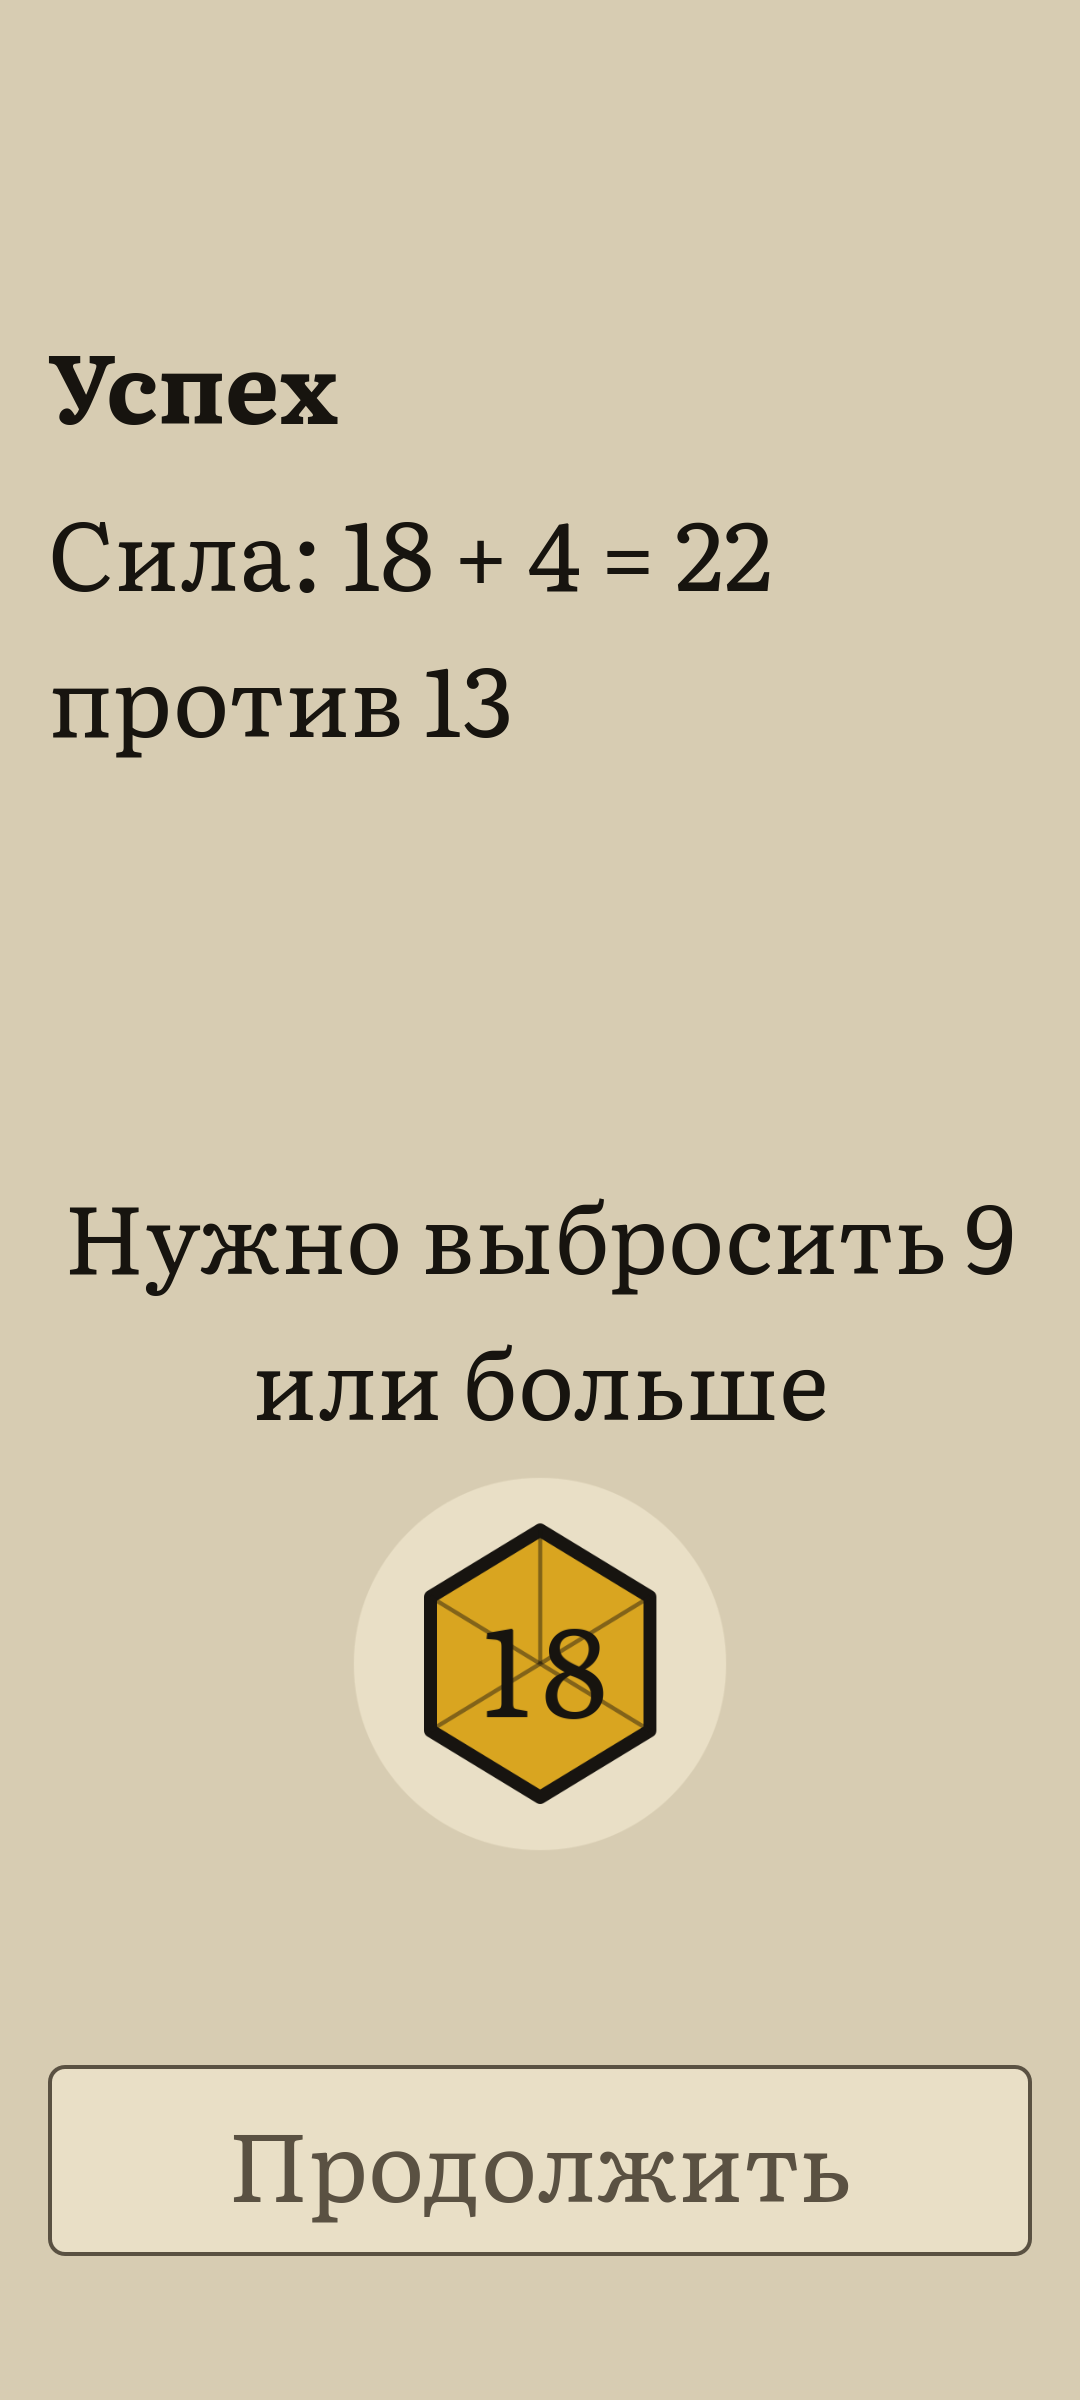 Успех
Сила: 18 + 4 = 22
против 13
Нужно выбросить 9
или больше
18
Продолжить